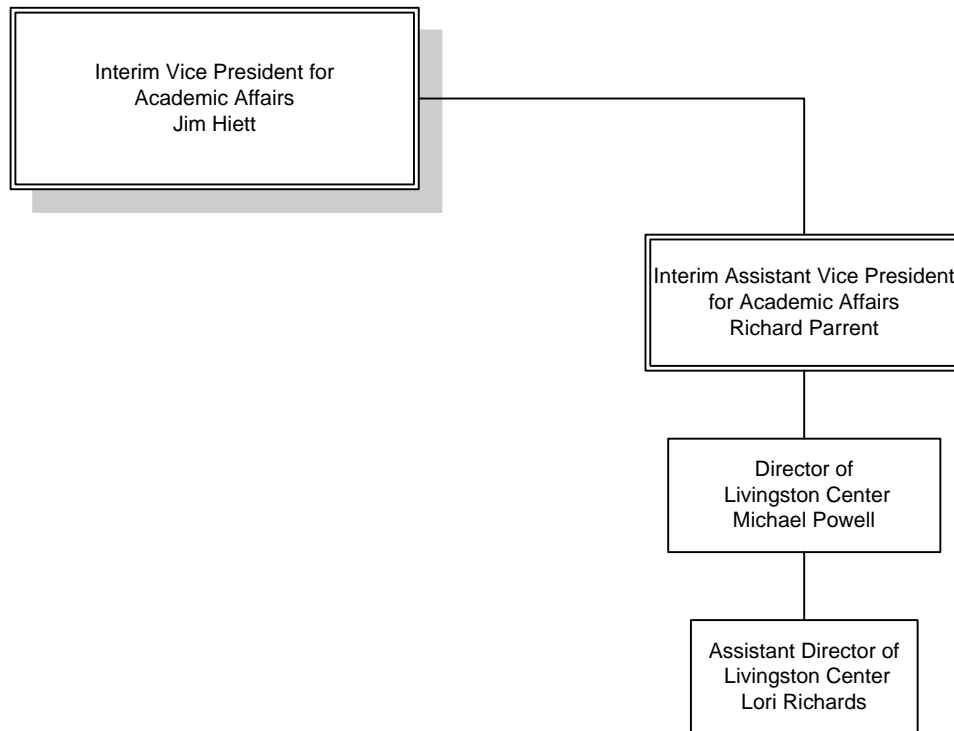 Interim Vice President for
Academic Affairs
Jim Hiett
Interim Assistant Vice President
for Academic Affairs
Richard Parrent
Director of
Livingston Center
Michael Powell
Assistant Director of
Livingston Center
Lori Richards